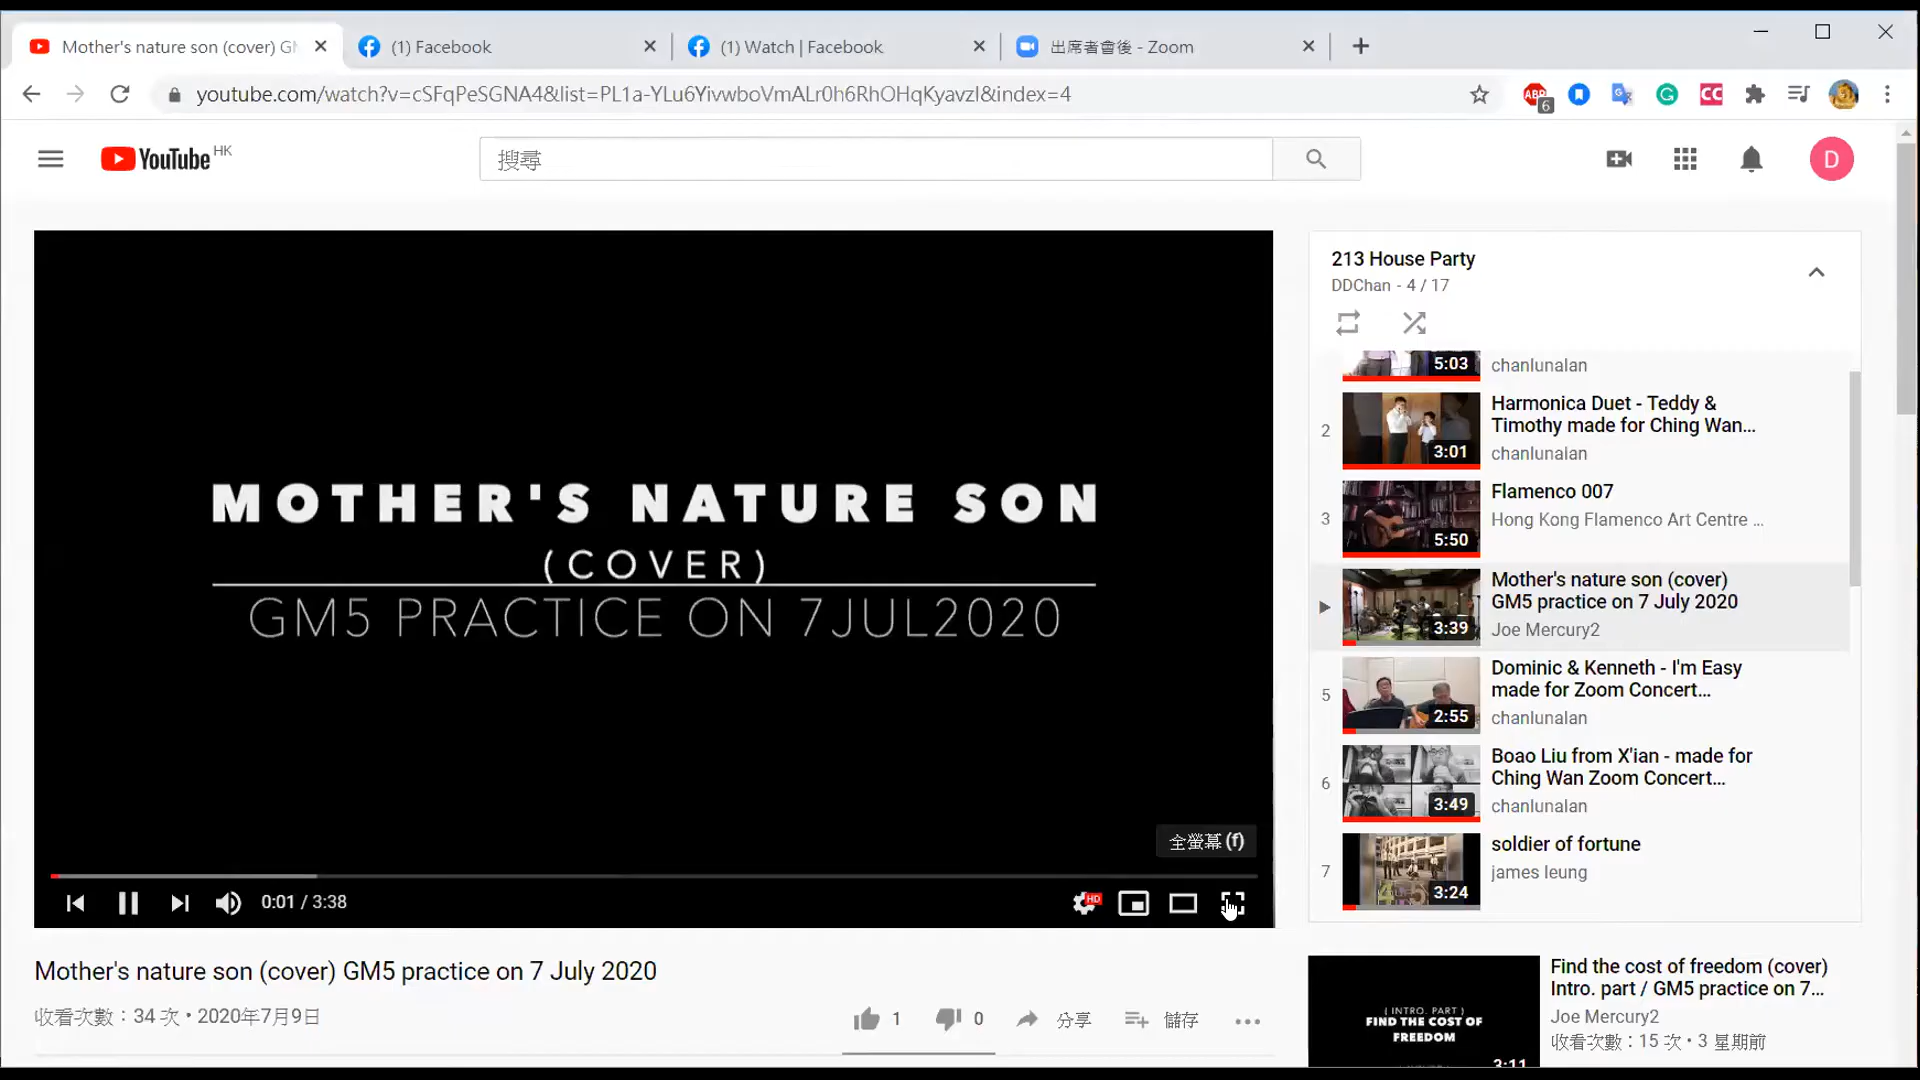 Mother's nature son (cover) GM
(1) Facebook
(1) Watch | Facebook
出席者會後 - Zoom
youtube.com/watch?v=cSFqPeSGNA4&list=PL1a-YLu6YivwboVmALr0h6RhOHqKyavzI&index=4
ABP
6
CC
YouTube HK
搜尋
D
MOTHER'S NATURE SON
(COVER)
GM5 PRACTICE ON 7JUL2020
全螢幕 (f)
0:01 / 3:38
HD
Mother's nature son (cover) GM5 practice on 7 July 2020
收看次數：34 次 • 2020年7月9日
1
0
分享
儲存
213 House Party
DDChan - 4 / 17
5:03
chanlunalan
2
3:01
Harmonica Duet - Teddy &
Timothy made for Ching Wan...
chanlunalan
3
5:50
Flamenco 007
Hong Kong Flamenco Art Centre ...
3:39
Mother's nature son (cover)
GM5 practice on 7 July 2020
Joe Mercury2
5
2:55
Dominic & Kenneth - I'm Easy
made for Zoom Concert...
chanlunalan
6
3:49
Boao Liu from X'ian - made for
Ching Wan Zoom Concert...
chanlunalan
7
3:24
soldier of fortune
james leung
( INTRO. PART )
FIND THE COST OF
FREEDOM
3:11
Find the cost of freedom (cover)
Intro. part / GM5 practice on 7...
Joe Mercury2
收看次數：15 次 • 3 星期前